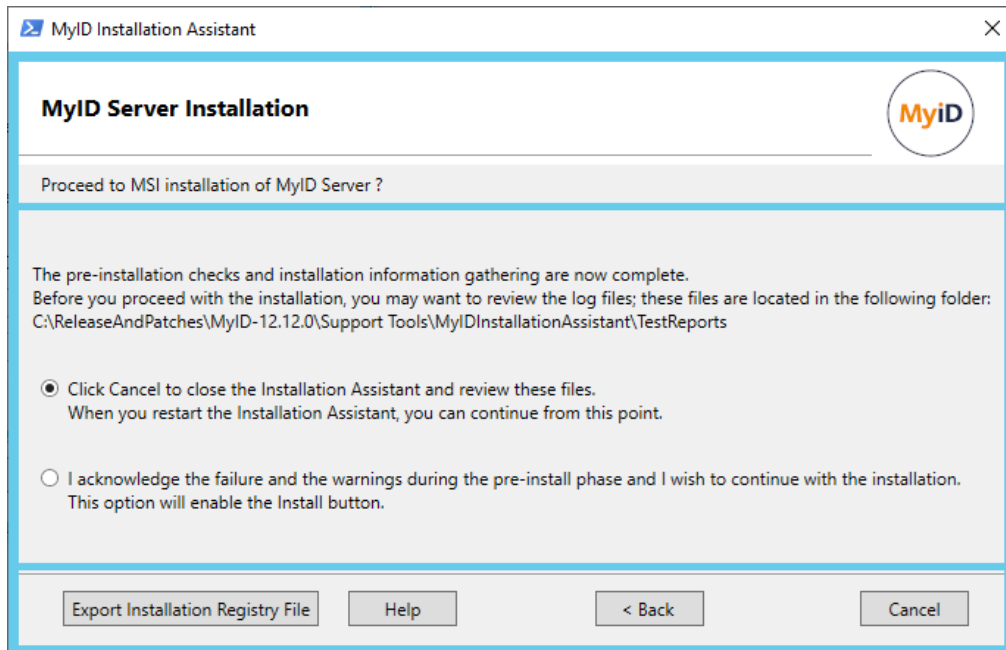 MyID Installation Assistant
MyID Server Installation
MyiD
Proceed to MSI installation of MyID Server ?
The pre-installation checks and installation information gathering are now complete.
Before you proceed with the installation, you may want to review the log files; these files are located in the following folder:
C:\ReleaseAndPatches\MyID-12.12.0\Support Tools\MyIDInstallationAssistant\TestReports
Click Cancel to close the Installation Assistant and review these files.
When you restart the Installation Assistant, you can continue from this point.
I acknowledge the failure and the warnings during the pre-install phase and I wish to continue with the installation.
This option will enable the Install button.
Export Installation Registry File
Help
< Back
Cancel